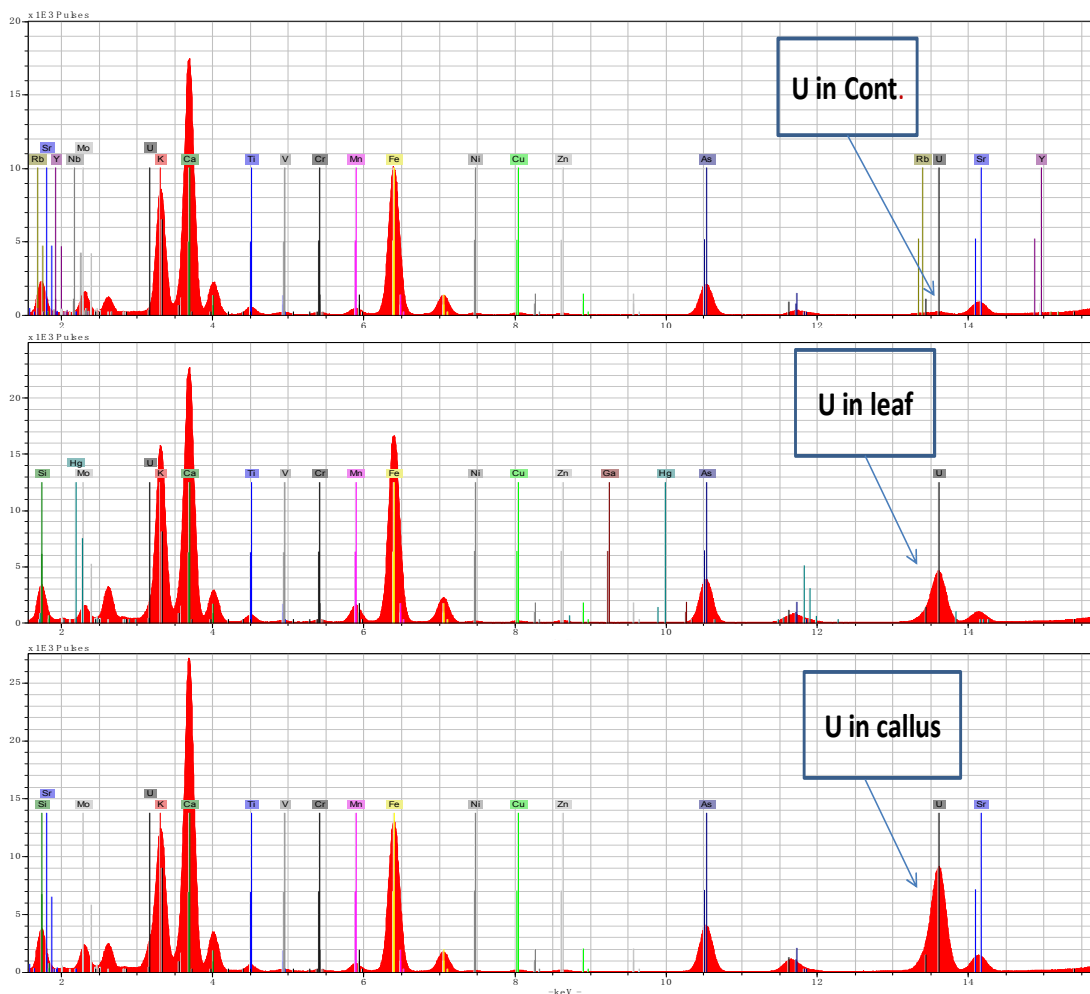 x1E3 Pulses
20
15
10
5
0
Sr Mo
Rb Y Nb U K Ca Ti V Cr Mn Fe Ni Cu Zn As Rb U Sr Y
2 4 6 8 10 12 14
U in Cont.
x1E3 Pulses
20
15
10
5
0
Hg U
Si Mo K Ca Ti V Cr Mn Fe Ni Cu Zn Ga Hg As U
2 4 6 8 10 12 14
U in leaf
x1E3 Pulses
25
20
15
10
5
0
Sr U
Si Mo K Ca Ti V Cr Mn Fe Ni Cu Zn As U Sr
2 4 6 8 10 12 14
- keV -
U in callus